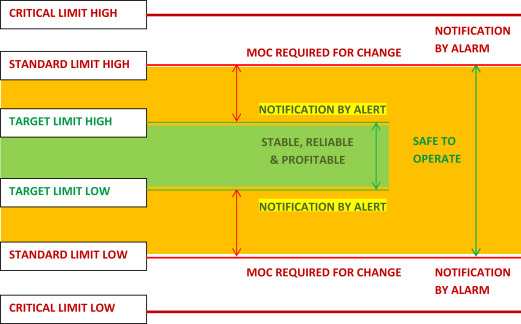 CRITICAL LIMIT HIGH
NOTIFICATION
BY ALARM
MOC REQUIRED FOR CHANGE
STANDARD LIMIT HIGH
NOTIFICATION BY ALERT
TARGET LIMIT HIGH
STABLE, RELIABLE
& PROFITABLE
SAFE TO
OPERATE
TARGET LIMIT LOW
NOTIFICATION BY ALERT
STANDARD LIMIT LOW
MOC REQUIRED FOR CHANGE
NOTIFICATION
BY ALARM
CRITICAL LIMIT LOW